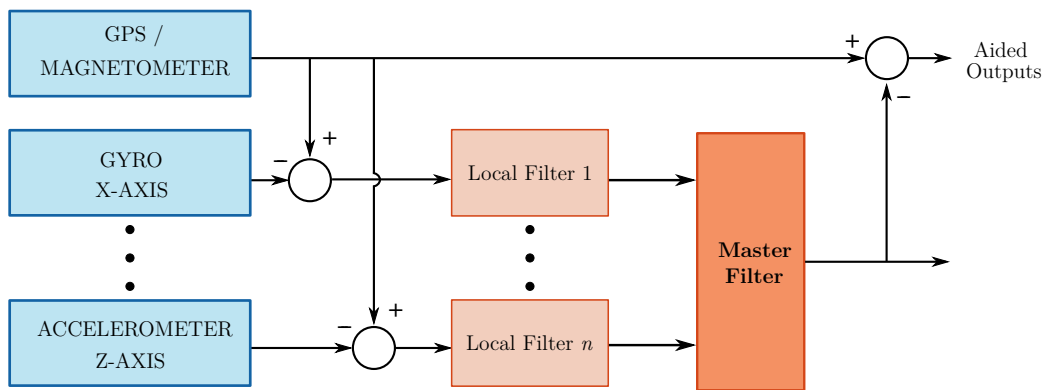 GPS /
MAGNETOMETER
+
Aided
Outputs
−
+
−
GYRO
X-AXIS
Local Filter 1
Master
Filter
+
−
ACCELEROMETER
Z-AXIS
Local Filter n